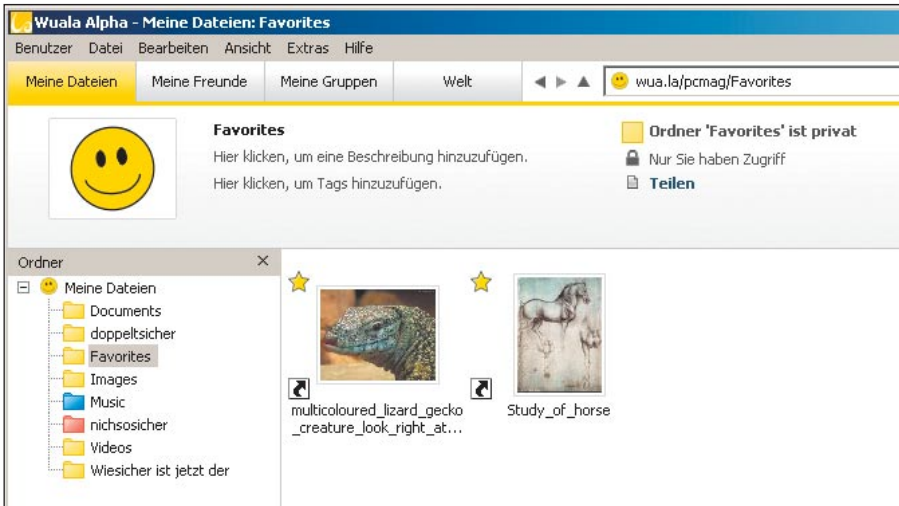 Wuala Alpha - Meine Dateien: Favorites
Benutzer Datei Bearbeiten Ansicht Extras Hilfe
Meine Dateien Meine Freunde Meine Gruppen Welt wua.la/pcmag/Favorites
Favorites
Hier klicken, um eine Beschreibung hinzuzufügen.
Hier klicken, um Tags hinzuzufügen.
Ordner 'Favorites' ist privat
Nur Sie haben Zugriff
Teilen
Ordner
Meine Dateien
Documents
doppeltsicher
Favorites
Images
Music
nichsosicher
Videos
Wiesicher ist jetzt der
multicoloured_lizard_gecko
_creature_look_right_at...
Study_of_horse